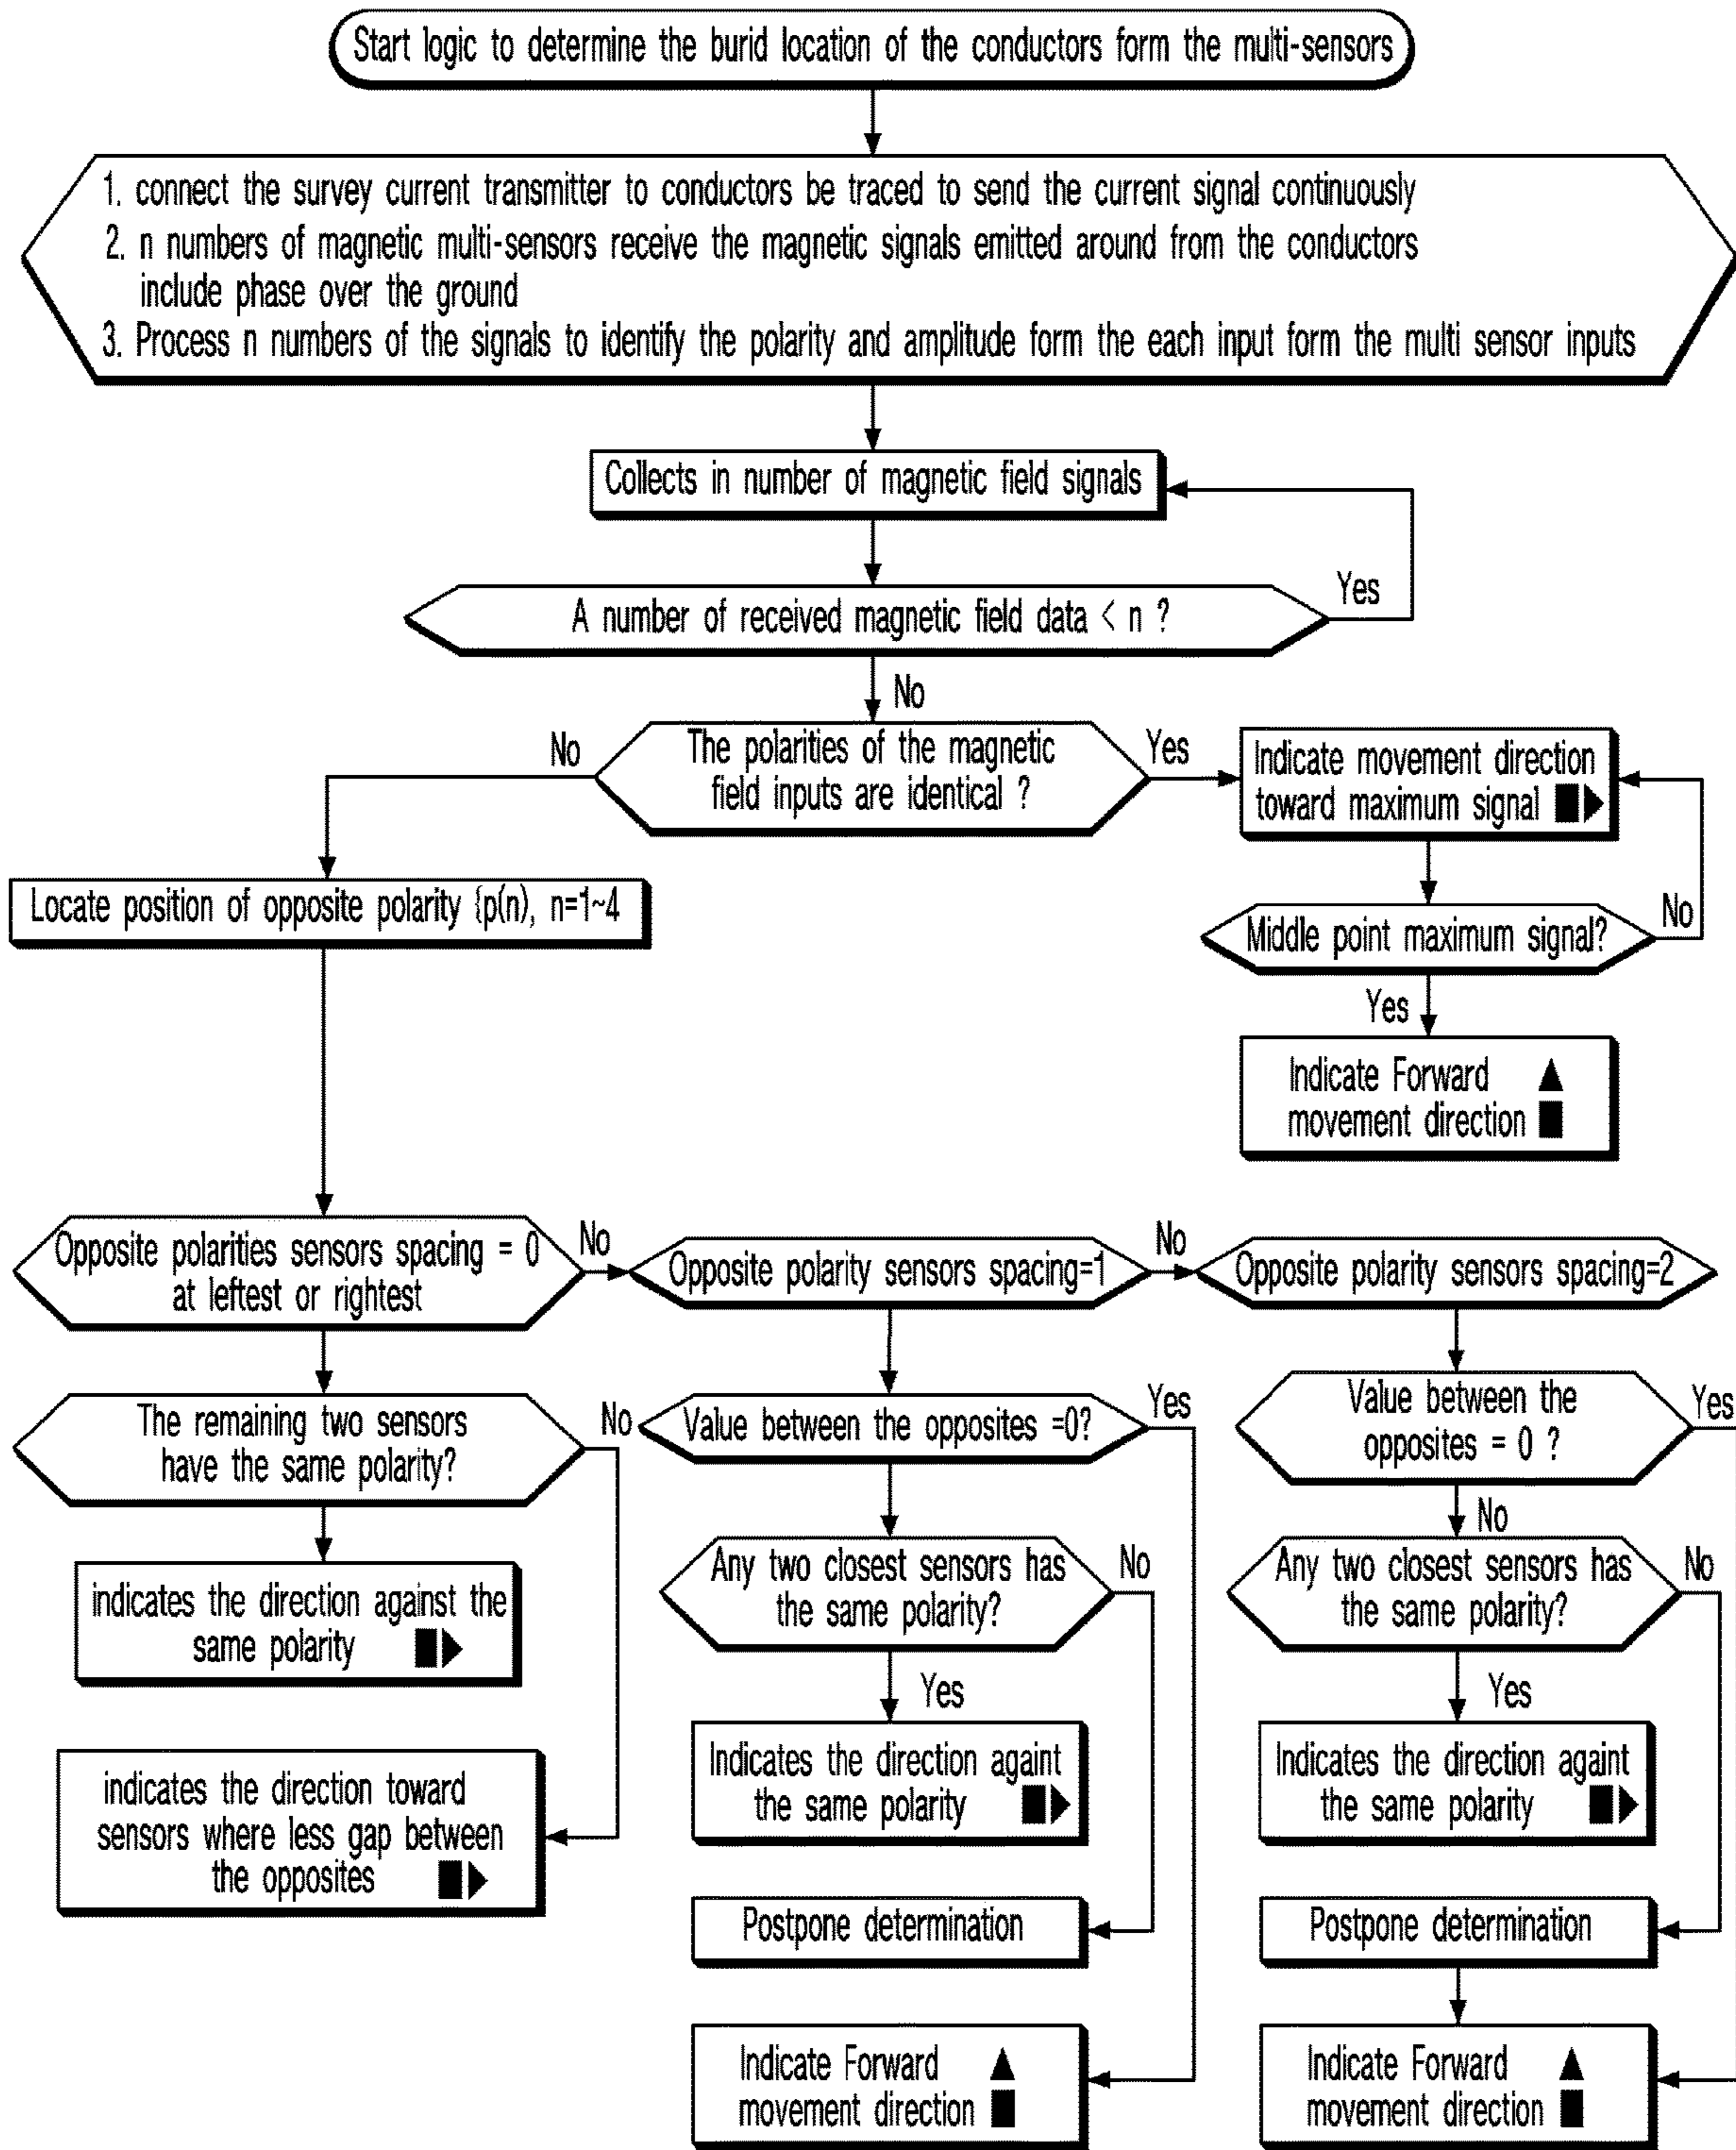 Start logic to determine the burid location of the conductors form the multi-sensors
1. connect the survey current transmitter to conductors be traced to send the current signal continuously
2. n numbers of magnetic multi-sensors receive the magnetic signals emitted around from the conductors
include phase over the ground
3. Process n numbers of the signals to identify the polarity and amplitude form the each input form the multi sensor inputs
Collects in number of magnetic field signals
A number of received magnetic field data < n ?
Yes
No
The polarities of the magnetic
field inputs are identical ?
No
Yes
Indicate movement direction
toward maximum signal
Locate position of opposite polarity {p(n), n=1~4
Middle point maximum signal?
No
Yes
Indicate Forward
movement direction
Opposite polarities sensors spacing = 0
at leftest or rightest
No
Opposite polarity sensors spacing=1
No
Opposite polarity sensors spacing=2
The remaining two sensors
have the same polarity?
No
Value between the opposites =0?
Yes
Value between the
opposites = 0 ?
Yes
No
indicates the direction against the
same polarity
Any two closest sensors has
the same polarity?
No
Yes
Any two closest sensors has
the same polarity?
No
Yes
indicates the direction toward
sensors where less gap between
the opposites
Indicates the direction againt
the same polarity
Indicates the direction againt
the same polarity
Postpone determination
Postpone determination
Indicate Forward
movement direction
Indicate Forward
movement direction